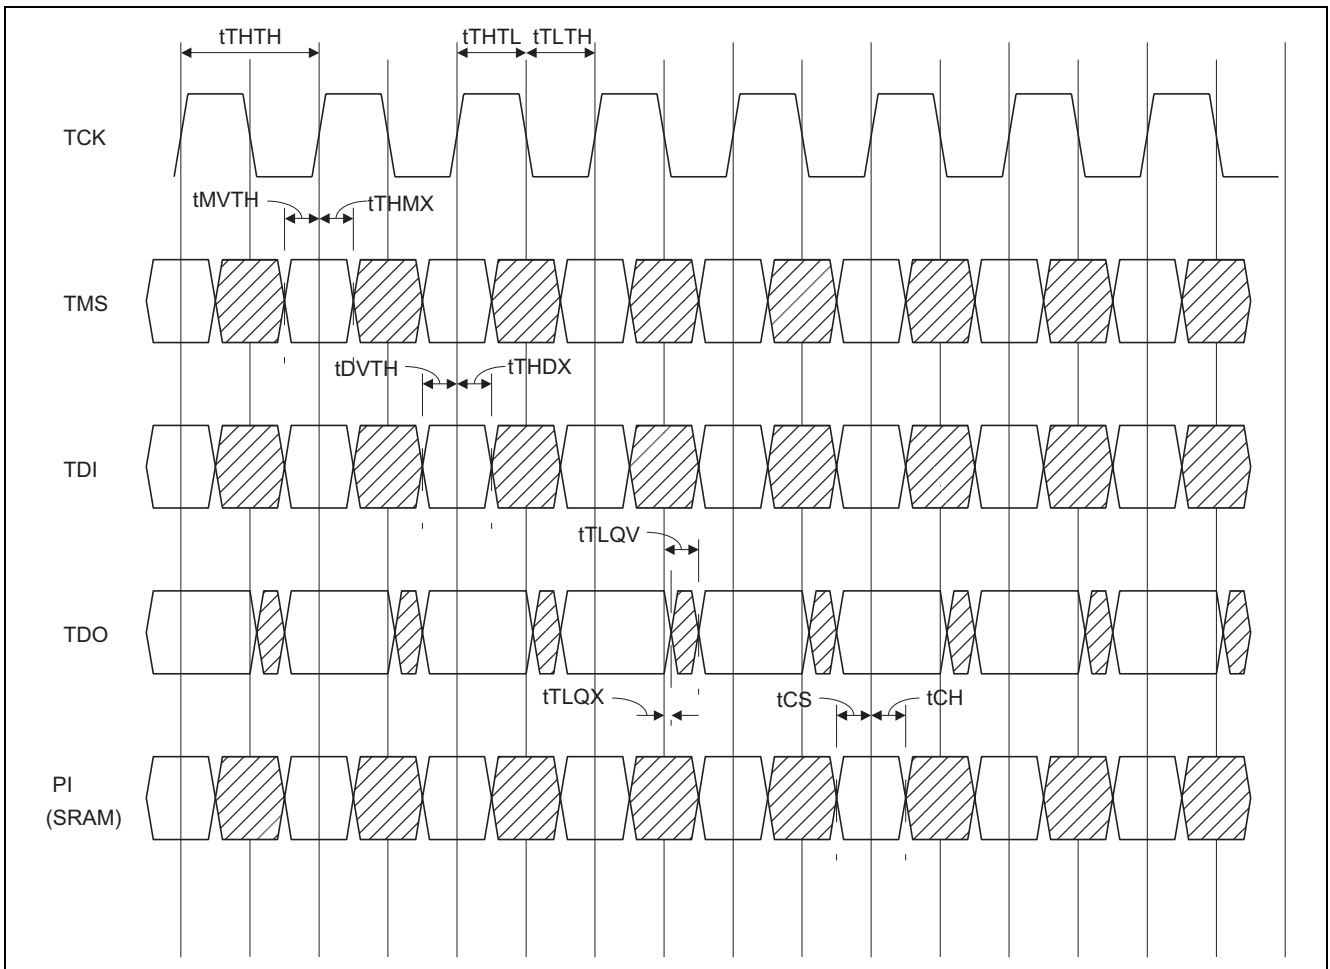 tTHTH tTHTL tTLTH
TCK
tMVTH tTHMX
TMS
tDVTH tTHDX
TDI
tTLQV
TDO
tTLQX tCS tCH
PI
(SRAM)